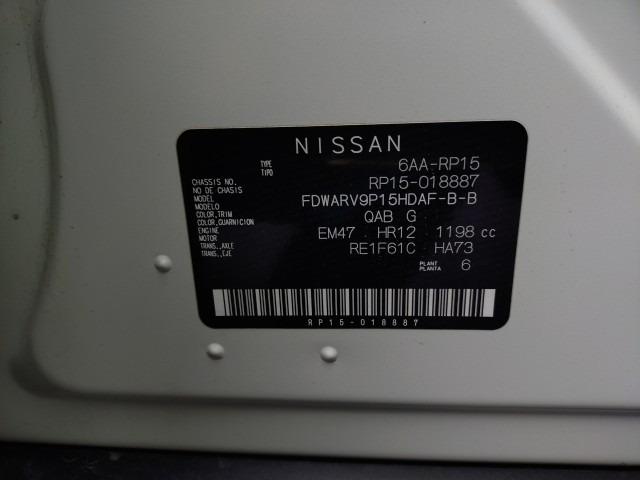 NISSAN
TYPE 6AA-RP15
TIPO
CHASSIS NO. RP15-018887
NO DE CHASIS
MODEL FDWARV9P15HDAF-B-B
MODELO
COLOR,TRIM QAB G
COLOR,GUARNICION
ENGINE EM47 HR12 1198 cc
MOTOR
TRANS.,AXLE RE1F61C HA73
TRANS.,EJE
PLANT 6
PLANTA
RP15-018887